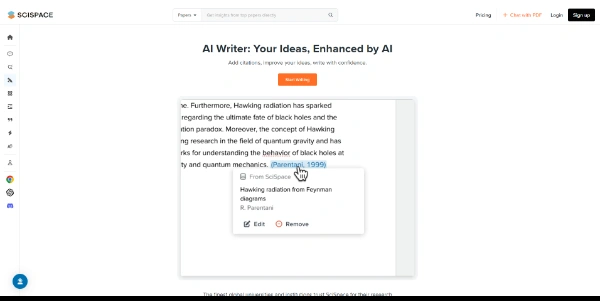 SCISPACE
Papers
Get insights from top papers directly
Pricing
Chat with PDF
Login
Sign up
AI Writer: Your Ideas, Enhanced by AI
Add citations, improve your ideas, write with confidence.
Start writing
ne. Furthermore, Hawking radiation has sparked
regarding the ultimate fate of black holes and the
ation paradox. Moreover, the concept of Hawking
ng research in the field of quantum gravity and has
rks for understanding the behavior of black holes at
ty and quantum mechanics. (Parentani, 1999)
From SciSpace
Hawking radiation from Feynman
diagrams
R. Parentani
Edit
Remove
The finest global universities and institutions trust SciSpace for their research